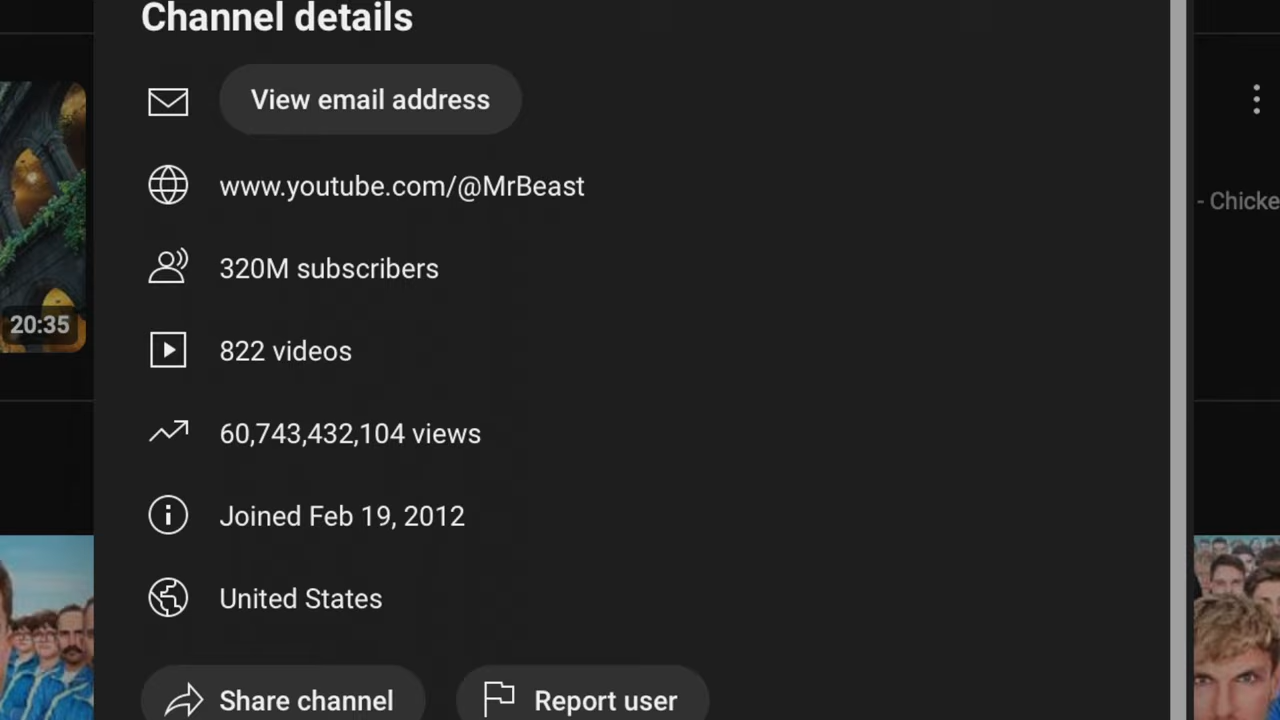 Channel details
View email address
www.youtube.com/@MrBeast
- Chicke
320M subscribers
20:35
822 videos
60,743,432,104 views
Joined Feb 19, 2012
United States
Share channel
Report user